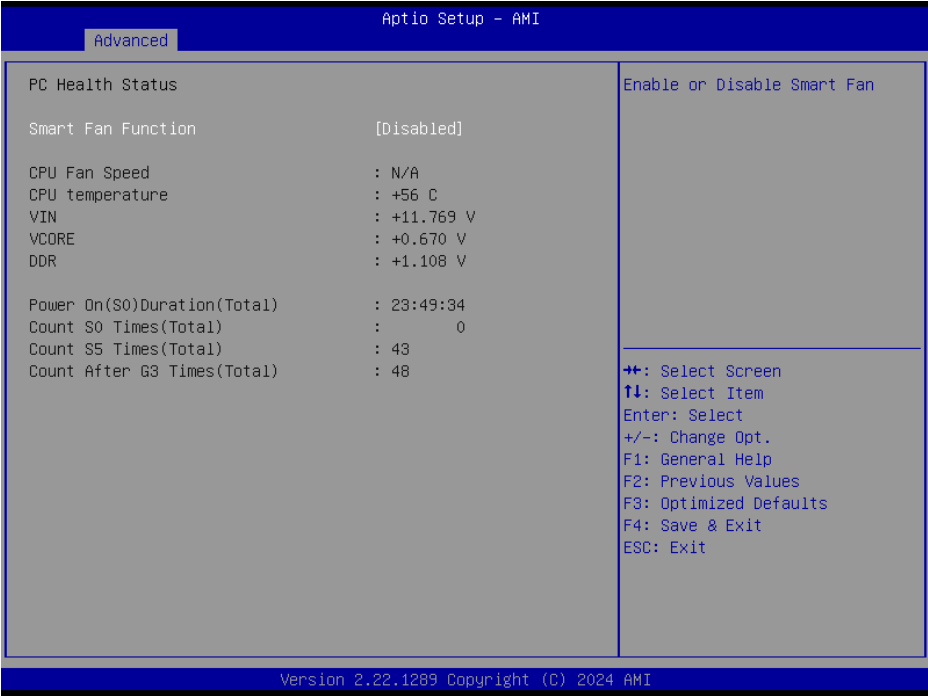 Aptio Setup – AMI
Advanced
PC Health Status
Smart Fan Function [Disabled]
CPU Fan Speed : N/A
CPU temperature : +56 C
VIN : +11.769 V
VCORE : +0.670 V
DDR : +1.108 V
Power On(S0)Duration(Total) : 23:49:34
Count S0 Times(Total) : 0
Count S5 Times(Total) : 43
Count After G3 Times(Total) : 48
Enable or Disable Smart Fan
→←: Select Screen
↑↓: Select Item
Enter: Select
+/-: Change Opt.
F1: General Help
F2: Previous Values
F3: Optimized Defaults
F4: Save & Exit
ESC: Exit
Version 2.22.1289 Copyright (C) 2024 AMI